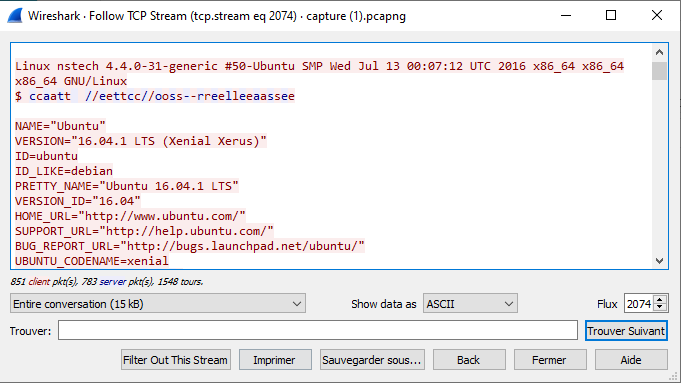 Wireshark · Follow TCP Stream (tcp.stream eq 2074) · capture (1).pcapng
Linux nstech 4.4.0-31-generic #50-Ubuntu SMP Wed Jul 13 00:07:12 UTC 2016 x86_64 x86_64
x86_64 GNU/Linux
$ ccaatt  //eettcc//ooss--rreelleeaassee
NAME="Ubuntu"
VERSION="16.04.1 LTS (Xenial Xerus)"
ID=ubuntu
ID_LIKE=debian
PRETTY_NAME="Ubuntu 16.04.1 LTS"
VERSION_ID="16.04"
HOME_URL="http://www.ubuntu.com/"
SUPPORT_URL="http://help.ubuntu.com/"
BUG_REPORT_URL="http://bugs.launchpad.net/ubuntu/"
UBUNTU_CODENAME=xenial
851 client pkt(s), 783 server pkt(s), 1548 tours.
Entire conversation (15 kB) Show data as ASCII Flux 2074
Trouver: Trouver Suivant
Filter Out This Stream Imprimer Sauvegarder sous... Back Fermer Aide